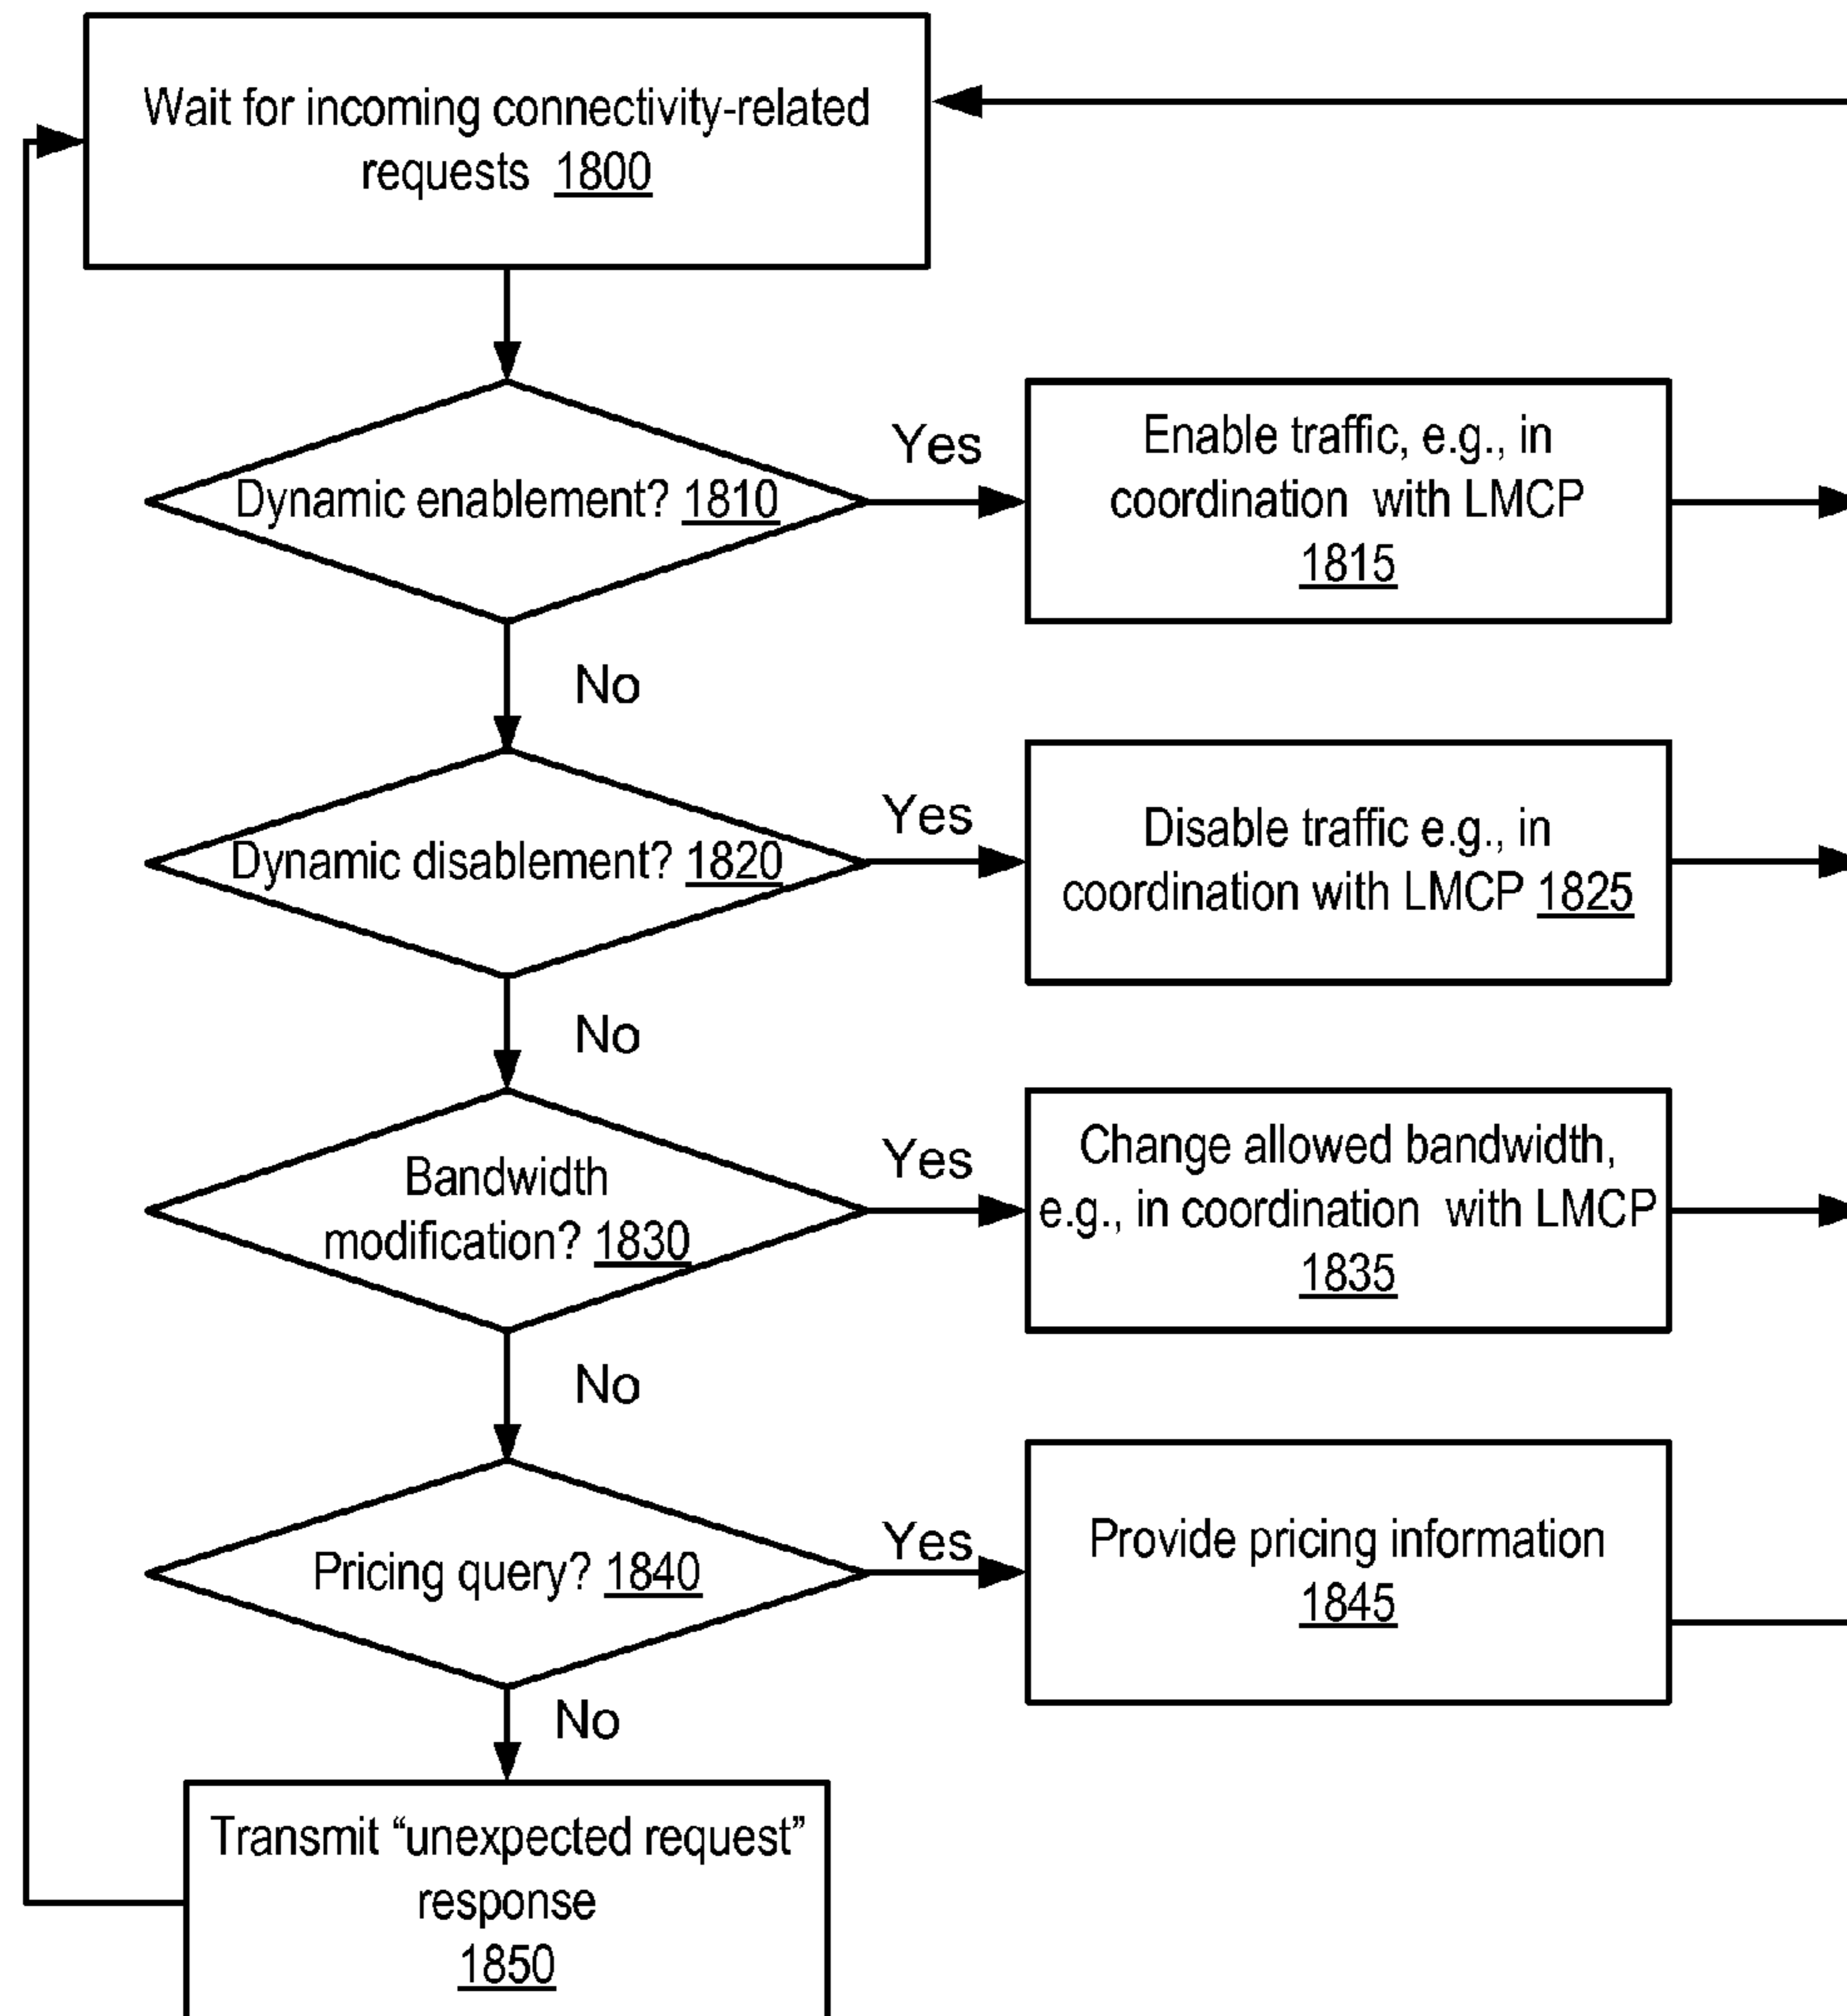 Wait for incoming connectivity-related
requests 1800
Dynamic enablement? 1810
Yes
Enable traffic, e.g., in
coordination with LMCP
1815
No
Dynamic disablement? 1820
Yes
Disable traffic e.g., in
coordination with LMCP 1825
No
Bandwidth
modification? 1830
Yes
Change allowed bandwidth,
e.g., in coordination with LMCP
1835
No
Pricing query? 1840
Yes
Provide pricing information
1845
No
Transmit “unexpected request”
response
1850